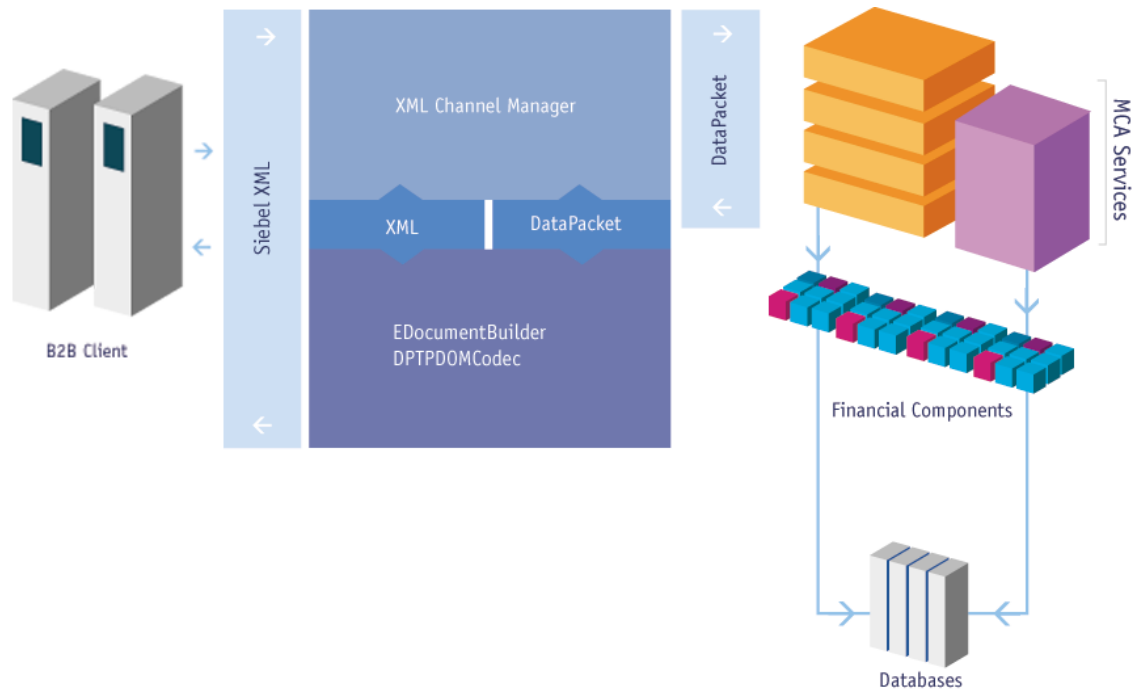 B2B Client
Siebel XML
XML Channel Manager
XML
DataPacket
EDocumentBuilder
DPTPDOMCodec
DataPacket
MCA Services
Financial Components
Databases